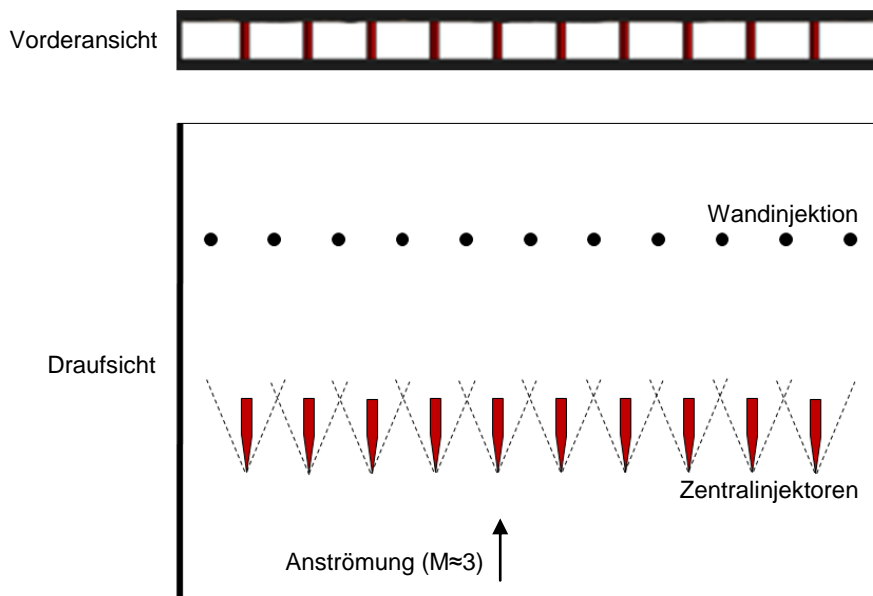 Vorderansicht
Wandinjektion
Draufsicht
Zentralinjektoren
Anströmung (M≈3)